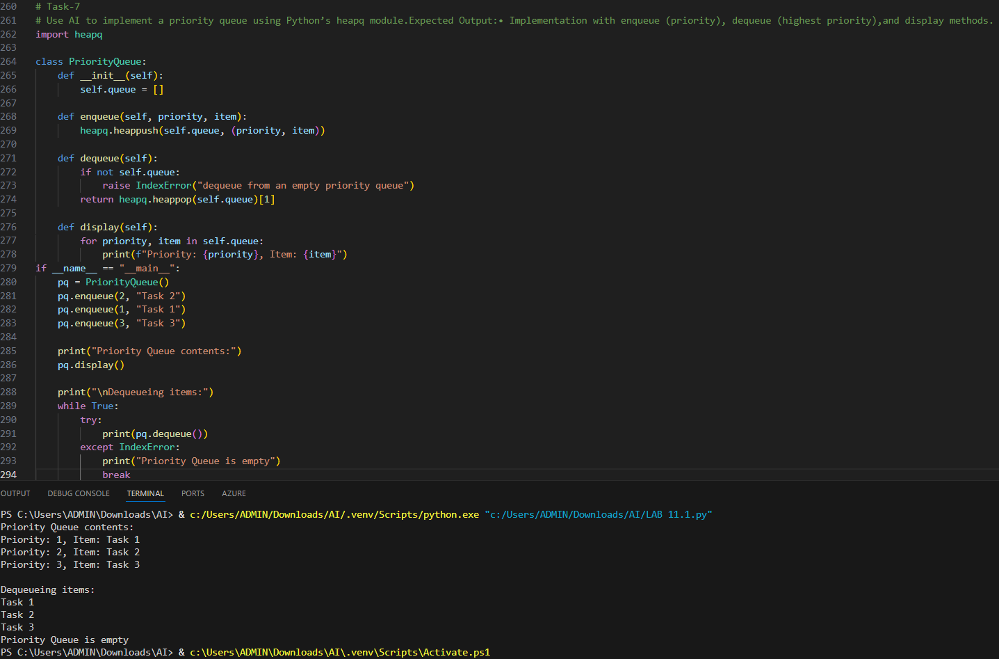 260 # Task-7
261 # Use AI to implement a priority queue using Python’s heapq module.Expected Output:• Implementation with enqueue (priority), dequeue (highest priority),and display methods.
262 import heapq
263
264 class PriorityQueue:
265     def __init__(self):
266         self.queue = []
267
268     def enqueue(self, priority, item):
269         heapq.heappush(self.queue, (priority, item))
270
271     def dequeue(self):
272         if not self.queue:
273             raise IndexError("dequeue from an empty priority queue")
274         return heapq.heappop(self.queue)[1]
275
276     def display(self):
277         for priority, item in self.queue:
278             print(f"Priority: {priority}, Item: {item}")
279 if __name__ == "__main__":
280     pq = PriorityQueue()
281     pq.enqueue(2, "Task 2")
282     pq.enqueue(1, "Task 1")
283     pq.enqueue(3, "Task 3")
284
285     print("Priority Queue contents:")
286     pq.display()
287
288     print("\nDequeueing items:")
289     while True:
290         try:
291             print(pq.dequeue())
292         except IndexError:
293             print("Priority Queue is empty")
294             break
OUTPUT DEBUG CONSOLE TERMINAL PORTS AZURE
PS C:\Users\ADMIN\Downloads\AI> & c:/Users/ADMIN/Downloads/AI/.venv/Scripts/python.exe "c:/Users/ADMIN/Downloads/AI/LAB 11.1.py"
Priority Queue contents:
Priority: 1, Item: Task 1
Priority: 2, Item: Task 2
Priority: 3, Item: Task 3

Dequeueing items:
Task 1
Task 2
Task 3
Priority Queue is empty
PS C:\Users\ADMIN\Downloads\AI> & c:\Users\ADMIN\Downloads\AI\.venv\Scripts\Activate.ps1